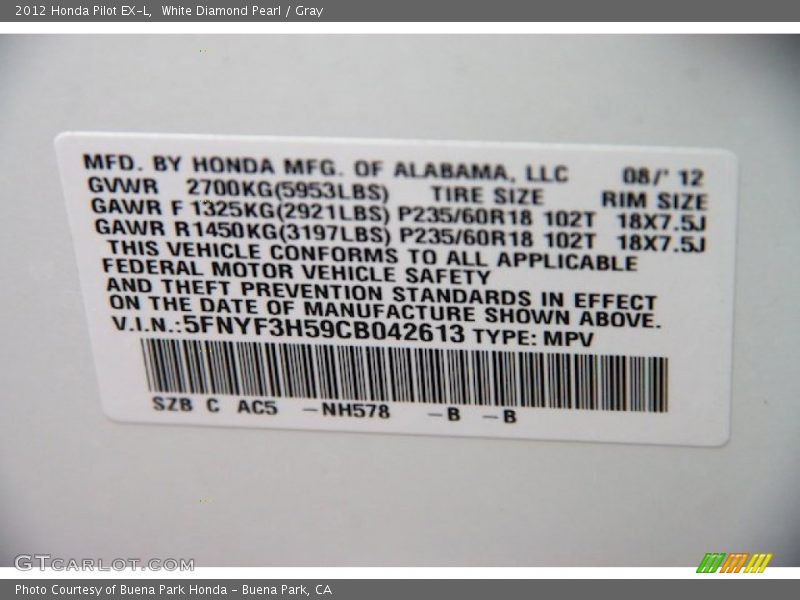 2012 Honda Pilot EX-L,  White Diamond Pearl / Gray
MFD. BY HONDA MFG. OF ALABAMA, LLC 08/' 12
GVWR 2700KG(5953LBS) TIRE SIZE RIM SIZE
GAWR F 1325KG(2921LBS) P235/60R18 102T 18X7.5J
GAWR R1450KG(3197LBS) P235/60R18 102T 18X7.5J
THIS VEHICLE CONFORMS TO ALL APPLICABLE
FEDERAL MOTOR VEHICLE SAFETY
AND THEFT PREVENTION STANDARDS IN EFFECT
ON THE DATE OF MANUFACTURE SHOWN ABOVE.
V.I.N.:5FNYF3H59CB042613 TYPE: MPV
SZB C AC5 -NH578 -B -B
GTCARLOT.COM
Photo Courtesy of Buena Park Honda - Buena Park, CA